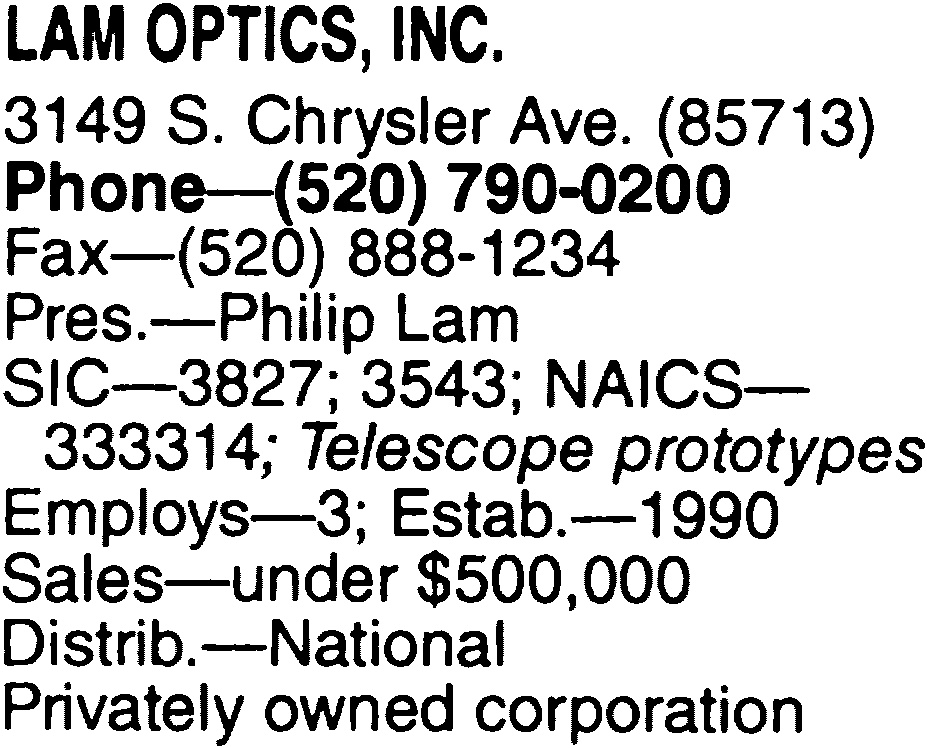 LAM OPTICS, INC.
3149 S. Chrysler Ave. (85713)
Phone—(520) 790-0200
Fax—(520) 888-1234
Pres.—Philip Lam
SIC—3827; 3543; NAICS—
333314; Telescope prototypes
Employs—3; Estab.—1990
Sales—under $500,000
Distrib.—National
Privately owned corporation